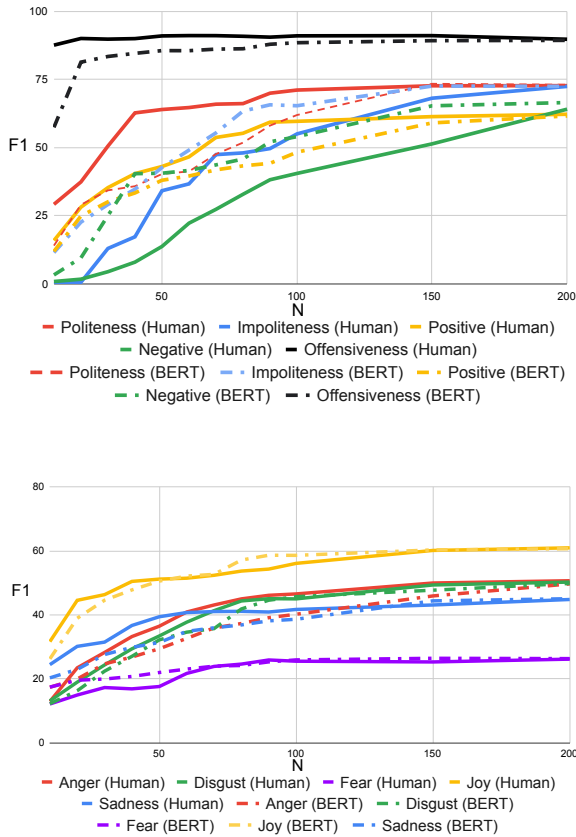 100
75
50
25
0
F1
50
100
150
200
N
Politeness (Human) Impoliteness (Human) Positive (Human)
Negative (Human) Offensiveness (Human)
Politeness (BERT) Impoliteness (BERT) Positive (BERT)
Negative (BERT) Offensiveness (BERT)
80
60
40
20
0
F1
50
100
150
200
N
Anger (Human) Disgust (Human) Fear (Human) Joy (Human)
Sadness (Human) Anger (BERT) Disgust (BERT)
Fear (BERT) Joy (BERT) Sadness (BERT)